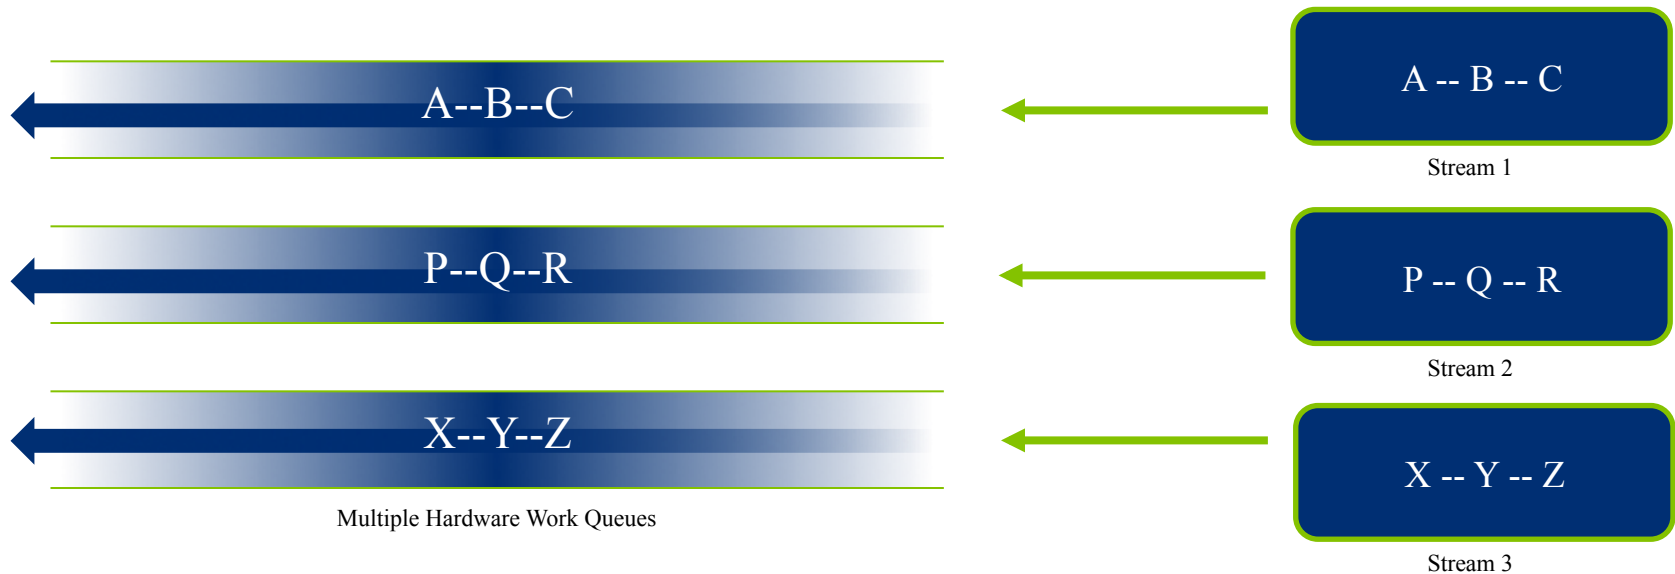 A--B--C
A -- B -- C
Stream 1
P--Q--R
P -- Q -- R
Stream 2
X--Y--Z
X -- Y -- Z
Multiple Hardware Work Queues
Stream 3